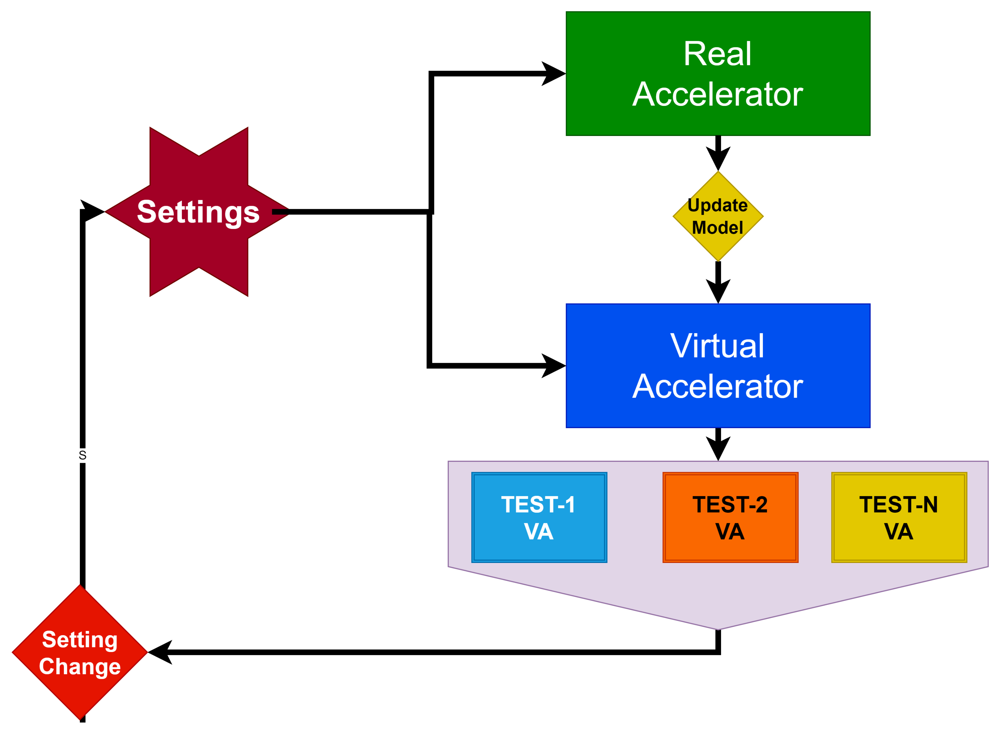 Real
Accelerator
Settings
Update
Model
Virtual
Accelerator
S
TEST-1
VA
TEST-2
VA
TEST-N
VA
Setting
Change